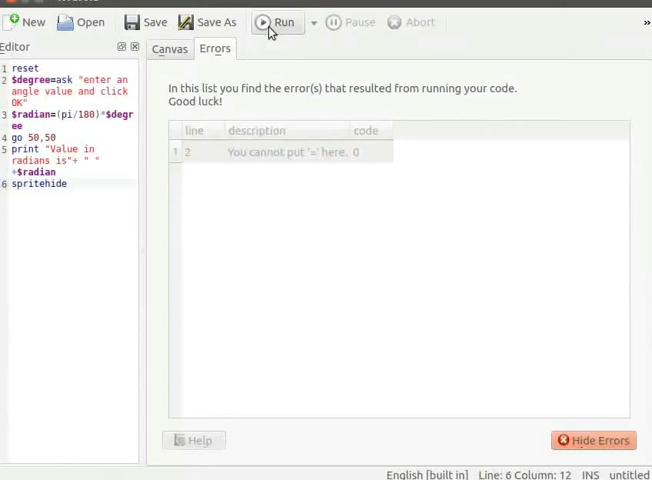 New Open Save Save As Run Pause Abort »
Editor
Canvas Errors
1 reset
2 $degree=ask "enter an
angle value and click
OK"
3 $radian=(pi/180)*$degr
ee
4 go 50,50
5 print "Value in
radians is"+ " "
+$radian
6 spritehide
In this list you find the error(s) that resulted from running your code.
Good luck!
line description code
1 2 You cannot put '=' here. 0
Help Hide Errors
English [built in] Line: 6 Column: 12 INS untitled